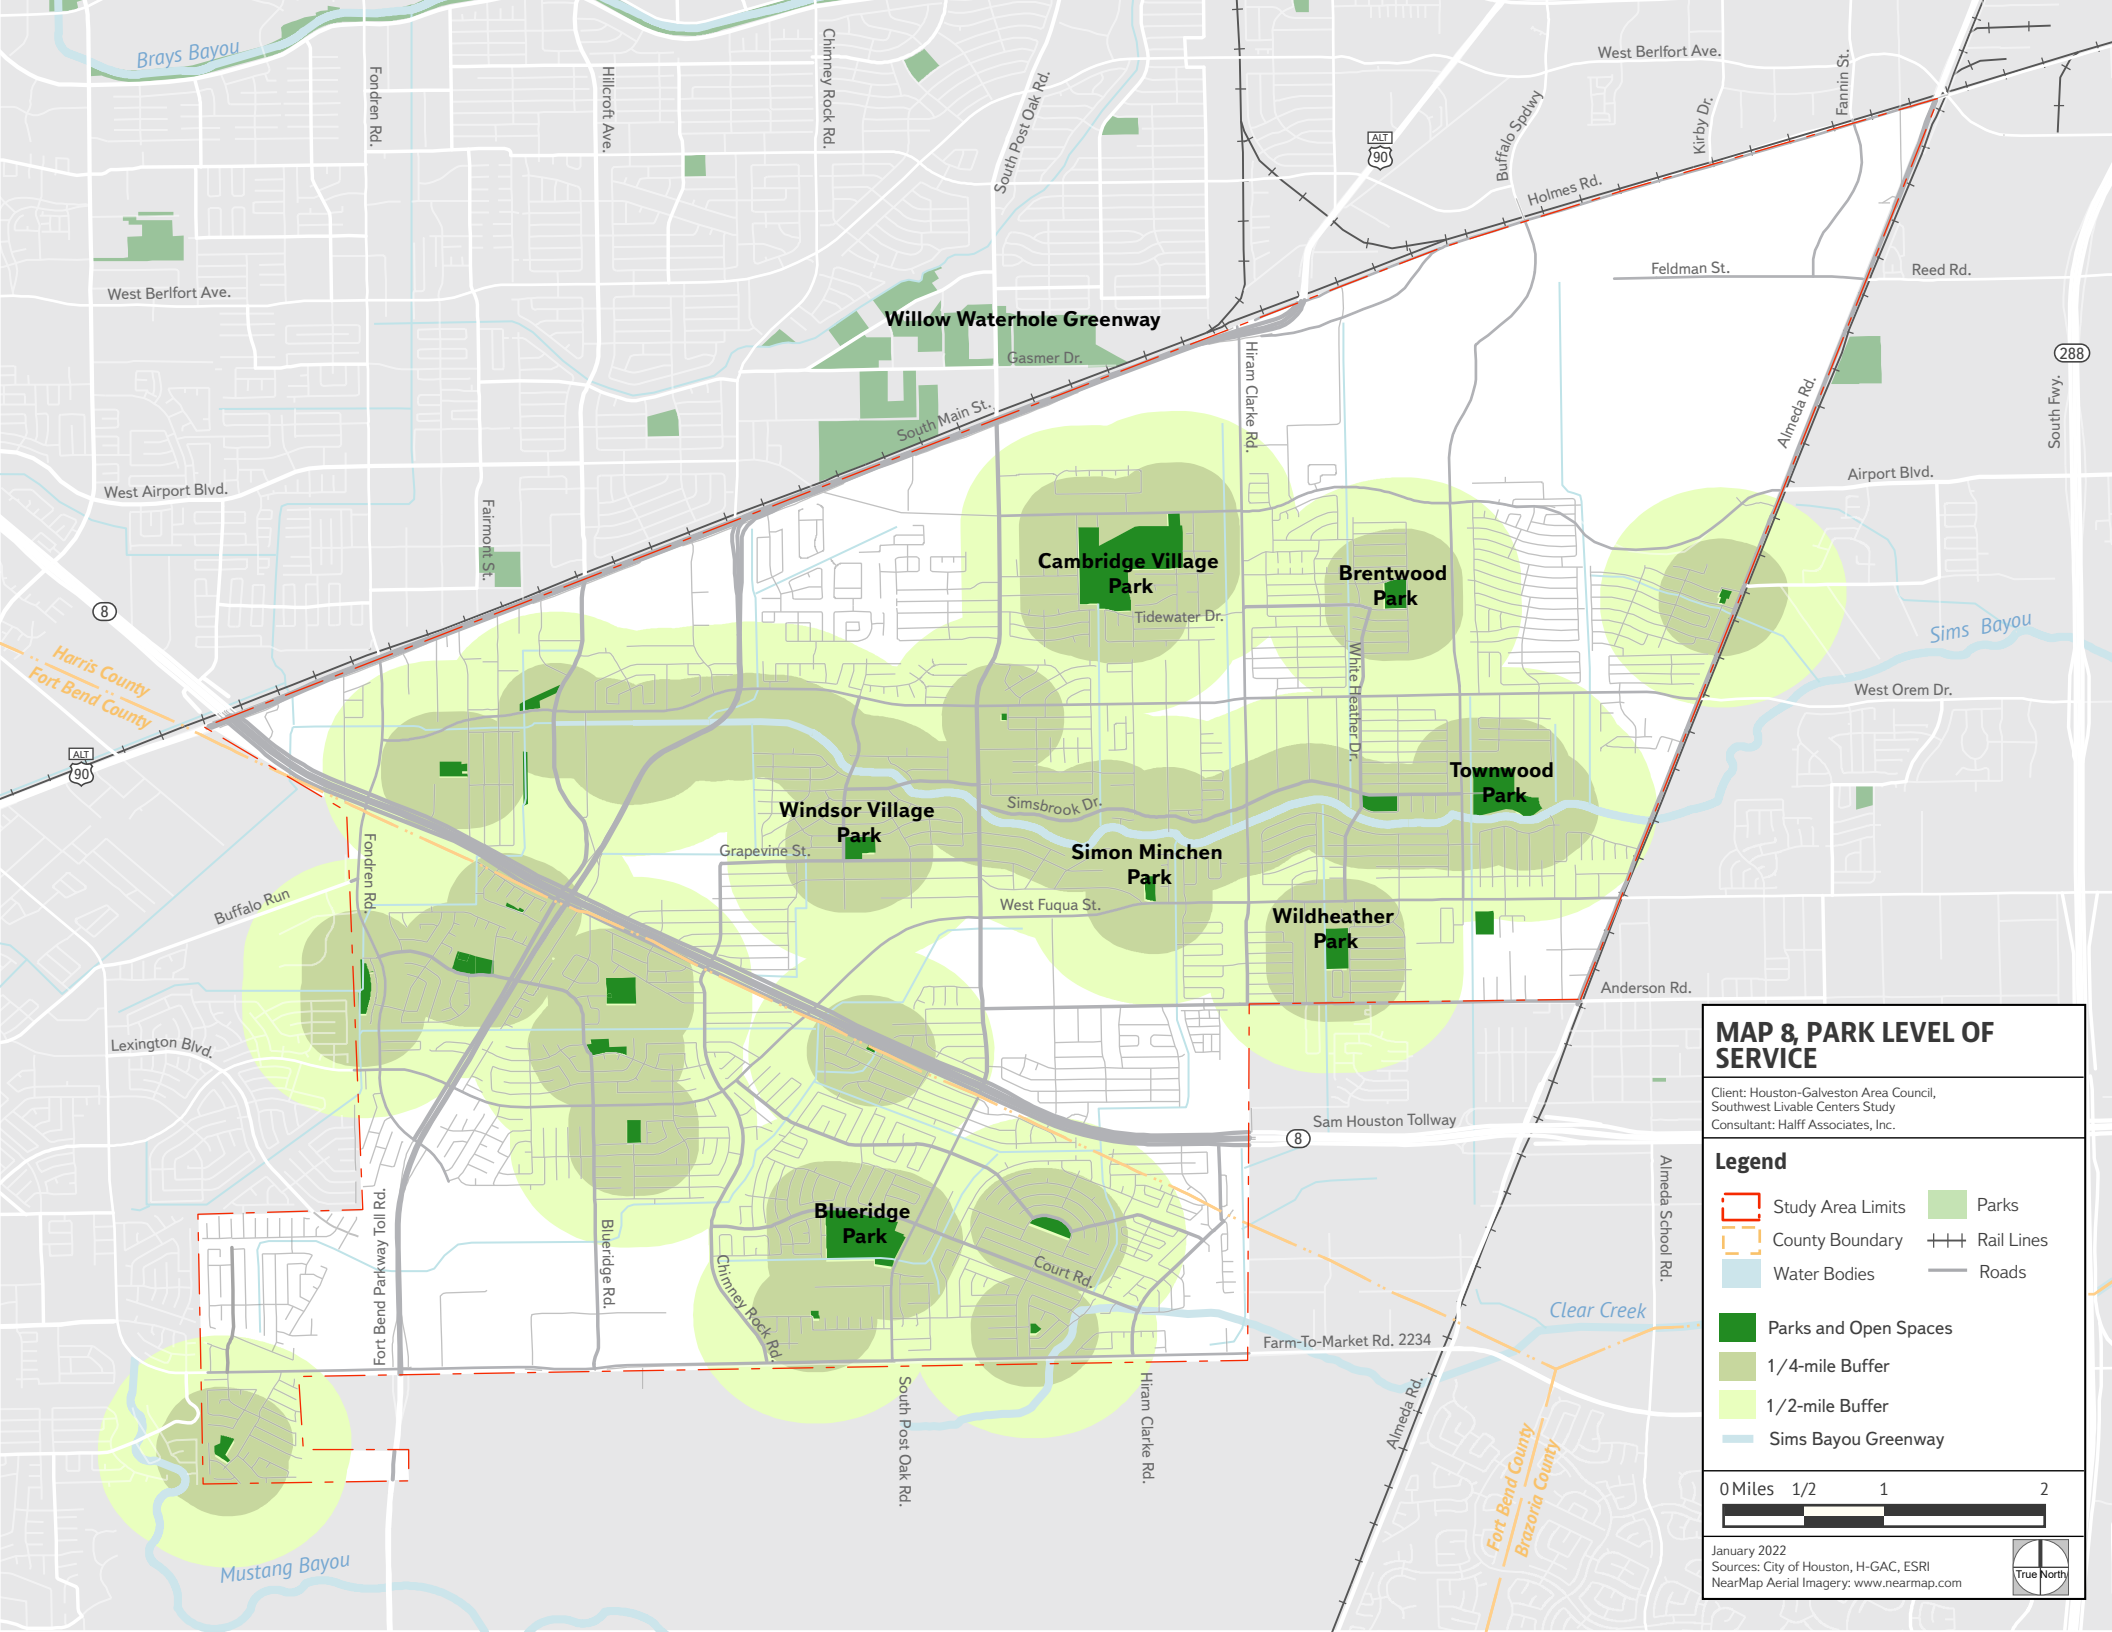 Brays Bayou
Fondren Rd.
Hillcroft Ave.
Chimney Rock Rd.
South Post Oak Rd.
ALT
90
Buffalo Spdwy
West Berlfort Ave.
Kirby Dr.
Fannin St.
Holmes Rd.
Feldman St.
Reed Rd.
West Berlfort Ave.
Willow Waterhole Greenway
Gasmer Dr.
Hiram Clarke Rd.
288
South Fwy.
Almeda Rd.
South Main St.
West Airport Blvd.
Airport Blvd.
Fairmont St.
Cambridge Village
Park
Brentwood
Park
Tidewater Dr.
8
Sims Bayou
Harris County
Fort Bend County
White Heather Dr.
West Orem Dr.
ALT
90
Townwood
Park
Windsor Village
Park
Simsbrook Dr.
Grapevine St.
Simon Minchen
Park
Fondren Rd.
Buffalo Run
West Fuqua St.
Wildheather
Park
Anderson Rd.
Lexington Blvd.
Sam Houston Tollway
8
Almeda School Rd.
Fort Bend Parkway Toll Rd.
Blueridge Rd.
Blueridge
Park
Chimney Rock Rd.
Court Rd.
Clear Creek
Farm-To-Market Rd. 2234
South Post Oak Rd.
Hiram Clarke Rd.
Almeda Rd.
Fort Bend County
Brazoria County
Mustang Bayou
MAP 8, PARK LEVEL OF
SERVICE
Client: Houston-Galveston Area Council,
Southwest Livable Centers Study
Consultant: Halff Associates, Inc.
Legend
Study Area Limits
Parks
County Boundary
Rail Lines
Water Bodies
Roads
Parks and Open Spaces
1/4-mile Buffer
1/2-mile Buffer
Sims Bayou Greenway
0 Miles 1/2 1 2
January 2022
Sources: City of Houston, H-GAC, ESRI
NearMap Aerial Imagery: www.nearmap.com
True North